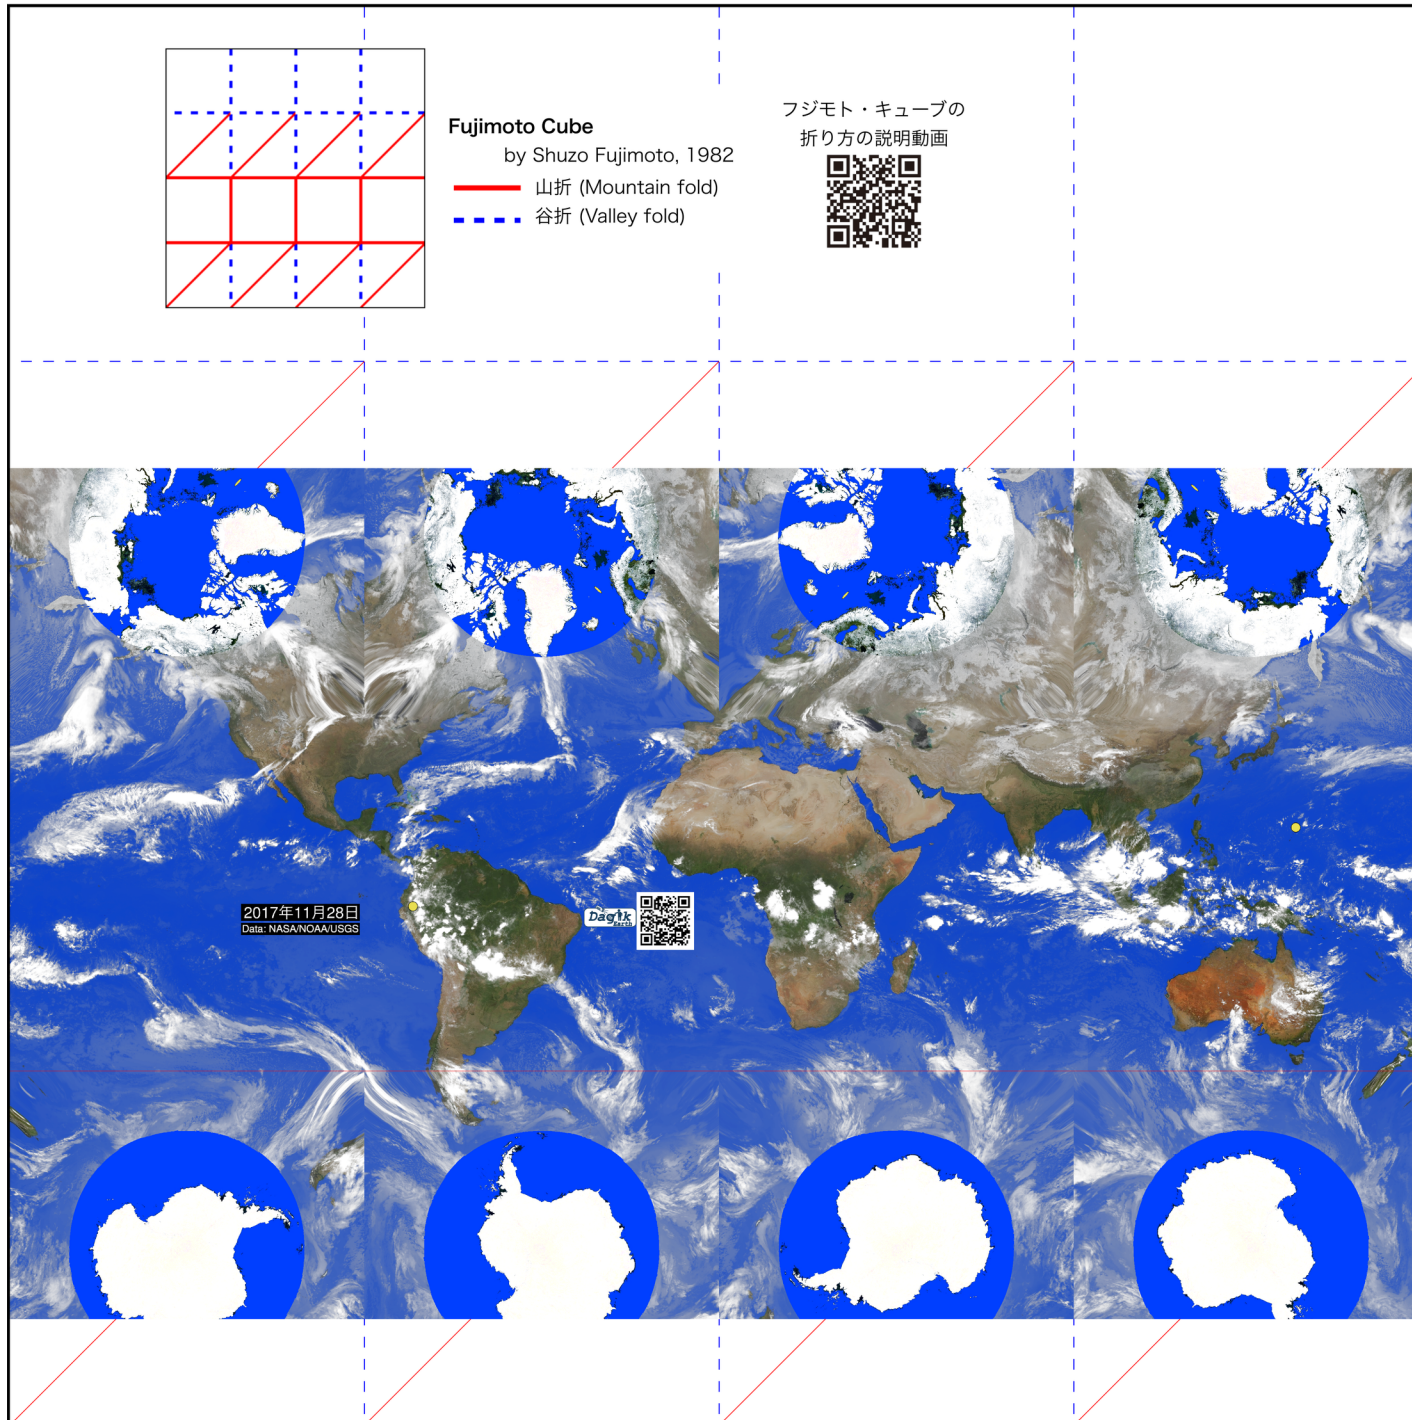 Fujimoto Cube
by Shuzo Fujimoto, 1982
山折 (Mountain fold)
谷折 (Valley fold)
フジモト・キューブの
折り方の説明動画
2017年11月28日
Data: NASA/NOAA/USGS
Dagik
Earth